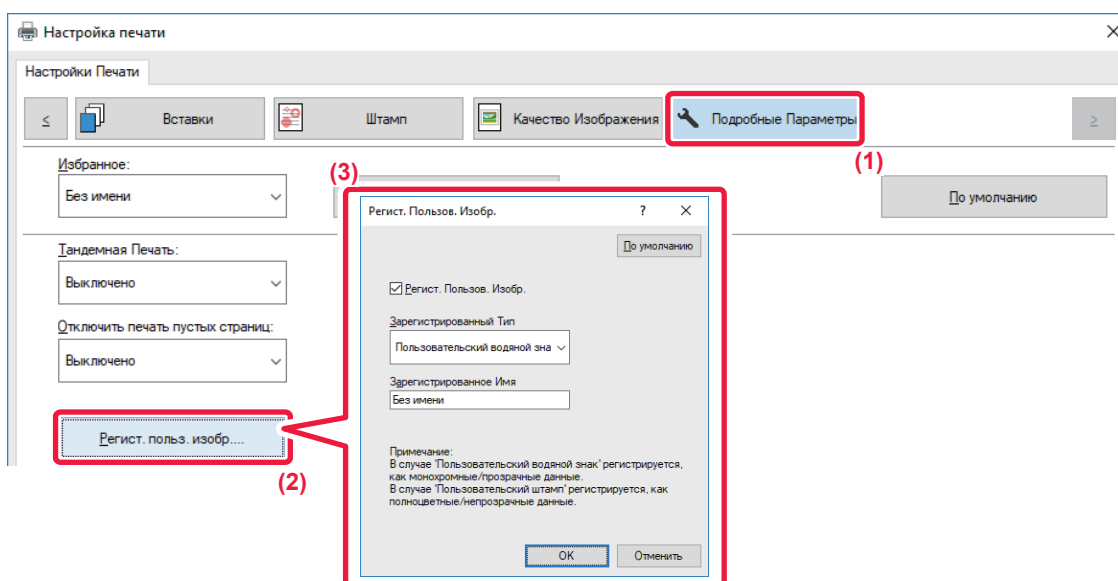 Настройка печати
Настройки Печати
<
Вставки
Штамп
Качество Изображения
Подробные Параметры
>
(1)
Избранное:
Без имени
По умолчанию
Тандемная Печать:
Выключено
Отключить печать пустых страниц:
Выключено
Регист. польз. изобр....
(2)
(3)
Регист. Пользов. Изобр.
?
По умолчанию
Регист. Пользов. Изобр.
Зарегистрированный Тип
Пользовательский водяной зна
Зарегистрированное Имя
Без имени
Примечание:
В случае 'Пользовательский водяной знак' регистрируется,
как монохромные/прозрачные данные.
В случае 'Пользовательский штамп' регистрируется, как
полноцветные/непрозрачные данные.
OK
Отменить